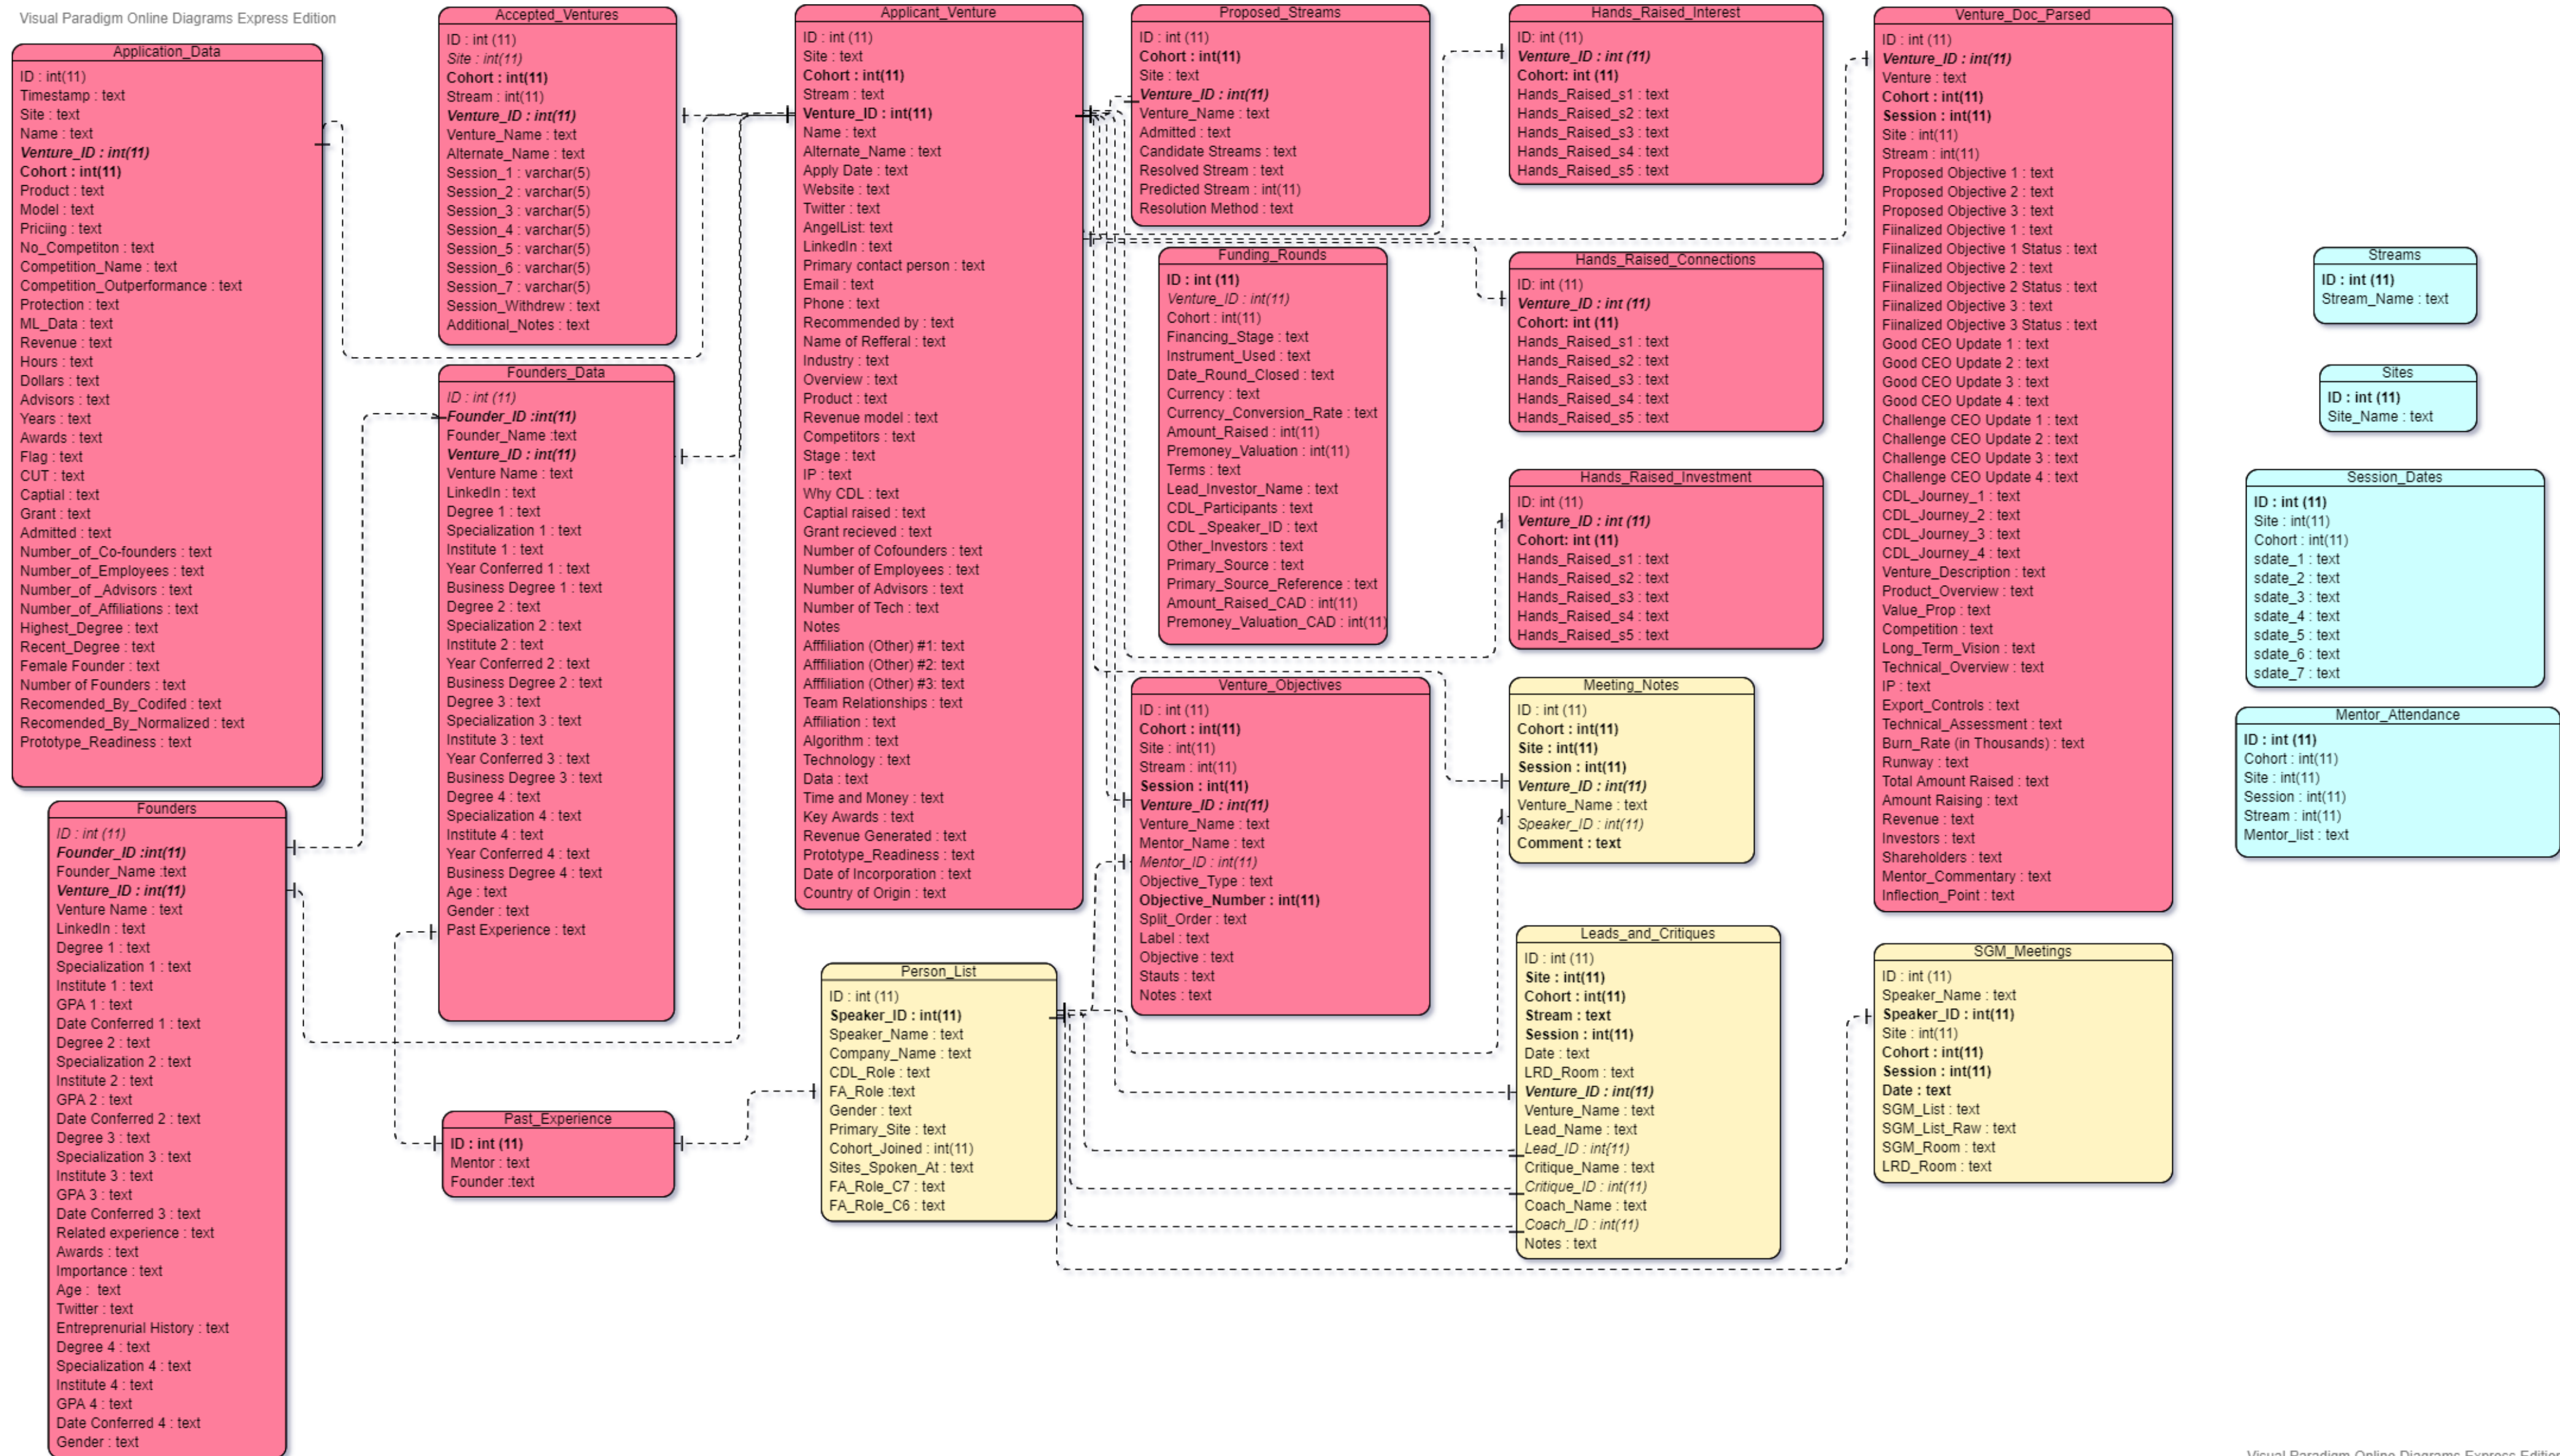 Visual Paradigm Online Diagrams Express Edition
Application_Data
ID : int(11)
Timestamp : text
Site : text
Name : text
Venture_ID : int(11)
Cohort : int(11)
Product : text
Model : text
Priciing : text
No_Competiton : text
Competition_Name : text
Competition_Outperformance : text
Protection : text
ML_Data : text
Revenue : text
Hours : text
Dollars : text
Advisors : text
Years : text
Awards : text
Flag : text
CUT : text
Captial : text
Grant : text
Admitted : text
Number_of_Co-founders : text
Number_of_Employees : text
Number_of _Advisors : text
Number_of_Affiliations : text
Highest_Degree : text
Recent_Degree : text
Female Founder : text
Number of Founders : text
Recomended_By_Codifed : text
Recomended_By_Normalized : text
Prototype_Readiness : text
Founders
ID : int (11)
Founder_ID :int(11)
Founder_Name :text
Venture_ID : int(11)
Venture Name : text
LinkedIn : text
Degree 1 : text
Specialization 1 : text
Institute 1 : text
GPA 1 : text
Date Conferred 1 : text
Degree 2 : text
Specialization 2 : text
Institute 2 : text
GPA 2 : text
Date Conferred 2 : text
Degree 3 : text
Specialization 3 : text
Institute 3 : text
GPA 3 : text
Date Conferred 3 : text
Related experience : text
Awards : text
Importance : text
Age : text
Twitter : text
Entreprenurial History : text
Degree 4 : text
Specialization 4 : text
Institute 4 : text
GPA 4 : text
Date Conferred 4 : text
Gender : text
Accepted_Ventures
ID : int (11)
Site : int(11)
Cohort : int(11)
Stream : int(11)
Venture_ID : int(11)
Venture_Name : text
Alternate_Name : text
Session_1 : varchar(5)
Session_2 : varchar(5)
Session_3 : varchar(5)
Session_4 : varchar(5)
Session_5 : varchar(5)
Session_6 : varchar(5)
Session_7 : varchar(5)
Session_Withdrew : text
Additional_Notes : text
Founders_Data
ID : int (11)
Founder_ID :int(11)
Founder_Name :text
Venture_ID : int(11)
Venture Name : text
LinkedIn : text
Degree 1 : text
Specialization 1 : text
Institute 1 : text
Year Conferred 1 : text
Business Degree 1 : text
Degree 2 : text
Specialization 2 : text
Institute 2 : text
Year Conferred 2 : text
Business Degree 2 : text
Degree 3 : text
Specialization 3 : text
Institute 3 : text
Year Conferred 3 : text
Business Degree 3 : text
Degree 4 : text
Specialization 4 : text
Institute 4 : text
Year Conferred 4 : text
Business Degree 4 : text
Age : text
Gender : text
Past Experience : text
Past_Experience
ID : int (11)
Mentor : text
Founder :text
Applicant_Venture
ID : int (11)
Site : text
Cohort : int(11)
Stream : text
Venture_ID : int(11)
Name : text
Alternate_Name : text
Apply Date : text
Website : text
Twitter : text
AngelList: text
LinkedIn : text
Primary contact person : text
Email : text
Phone : text
Recommended by : text
Name of Refferal : text
Industry : text
Overview : text
Product : text
Revenue model : text
Competitors : text
Stage : text
IP : text
Why CDL : text
Captial raised : text
Grant recieved : text
Number of Cofounders : text
Number of Employees : text
Number of Advisors : text
Number of Tech : text
Notes
Afffiliation (Other) #1: text
Afffiliation (Other) #2: text
Afffiliation (Other) #3: text
Team Relationships : text
Affiliation : text
Algorithm : text
Technology : text
Data : text
Time and Money : text
Key Awards : text
Revenue Generated : text
Prototype_Readiness : text
Date of Incorporation : text
Country of Origin : text
Person_List
ID : int (11)
Speaker_ID : int(11)
Speaker_Name : text
Company_Name : text
CDL_Role : text
FA_Role :text
Gender : text
Primary_Site : text
Cohort_Joined : int(11)
Sites_Spoken_At : text
FA_Role_C7 : text
FA_Role_C6 : text
Proposed_Streams
ID : int (11)
Cohort : int(11)
Site : text
Venture_ID : int(11)
Venture_Name : text
Admitted : text
Candidate Streams : text
Resolved Stream : text
Predicted Stream : int(11)
Resolution Method : text
Funding_Rounds
ID : int (11)
Venture_ID : int(11)
Cohort : int(11)
Financing_Stage : text
Instrument_Used : text
Date_Round_Closed : text
Currency : text
Currency_Conversion_Rate : text
Amount_Raised : int(11)
Premoney_Valuation : int(11)
Terms : text
Lead_Investor_Name : text
CDL_Participants : text
CDL _Speaker_ID : text
Other_Investors : text
Primary_Source : text
Primary_Source_Reference : text
Amount_Raised_CAD : int(11)
Premoney_Valuation_CAD : int(11)
Venture_Objectives
ID : int (11)
Cohort : int(11)
Site : int(11)
Stream : int(11)
Session : int(11)
Venture_ID : int(11)
Venture_Name : text
Mentor_Name : text
Mentor_ID : int(11)
Objective_Type : text
Objective_Number : int(11)
Split_Order : text
Label : text
Objective : text
Stauts : text
Notes : text
Hands_Raised_Interest
ID: int (11)
Venture_ID : int (11)
Cohort: int (11)
Hands_Raised_s1 : text
Hands_Raised_s2 : text
Hands_Raised_s3 : text
Hands_Raised_s4 : text
Hands_Raised_s5 : text
Hands_Raised_Connections
ID: int (11)
Venture_ID : int (11)
Cohort: int (11)
Hands_Raised_s1 : text
Hands_Raised_s2 : text
Hands_Raised_s3 : text
Hands_Raised_s4 : text
Hands_Raised_s5 : text
Hands_Raised_Investment
ID: int (11)
Venture_ID : int (11)
Cohort: int (11)
Hands_Raised_s1 : text
Hands_Raised_s2 : text
Hands_Raised_s3 : text
Hands_Raised_s4 : text
Hands_Raised_s5 : text
Meeting_Notes
ID : int (11)
Cohort : int(11)
Site : int(11)
Session : int(11)
Venture_ID : int(11)
Venture_Name : text
Speaker_ID : int(11)
Comment : text
Leads_and_Critiques
ID : int (11)
Site : int(11)
Cohort : int(11)
Stream : text
Session : int(11)
Date : text
LRD_Room : text
Venture_ID : int(11)
Venture_Name : text
Lead_Name : text
Lead_ID : int(11)
Critique_Name : text
Critique_ID : int(11)
Coach_Name : text
Coach_ID : int(11)
Notes : text
Venture_Doc_Parsed
ID : int (11)
Venture_ID : int(11)
Venture : text
Cohort : int(11)
Session : int(11)
Site : int(11)
Stream : int(11)
Proposed Objective 1 : text
Proposed Objective 2 : text
Proposed Objective 3 : text
Fiinalized Objective 1 : text
Fiinalized Objective 1 Status : text
Fiinalized Objective 2 : text
Fiinalized Objective 2 Status : text
Fiinalized Objective 3 : text
Fiinalized Objective 3 Status : text
Good CEO Update 1 : text
Good CEO Update 2 : text
Good CEO Update 3 : text
Good CEO Update 4 : text
Challenge CEO Update 1 : text
Challenge CEO Update 2 : text
Challenge CEO Update 3 : text
Challenge CEO Update 4 : text
CDL_Journey_1 : text
CDL_Journey_2 : text
CDL_Journey_3 : text
CDL_Journey_4 : text
Venture_Description : text
Product_Overview : text
Value_Prop : text
Competition : text
Long_Term_Vision : text
Technical_Overview : text
IP : text
Export_Controls : text
Technical_Assessment : text
Burn_Rate (in Thousands) : text
Runway : text
Total Amount Raised : text
Amount Raising : text
Revenue : text
Investors : text
Shareholders : text
Mentor_Commentary : text
Inflection_Point : text
SGM_Meetings
ID : int (11)
Speaker_Name : text
Speaker_ID : int(11)
Site : int(11)
Cohort : int(11)
Session : int(11)
Date : text
SGM_List : text
SGM_List_Raw : text
SGM_Room : text
LRD_Room : text
Streams
ID : int (11)
Stream_Name : text
Sites
ID : int (11)
Site_Name : text
Session_Dates
ID : int (11)
Site : int(11)
Cohort : int(11)
sdate_1 : text
sdate_2 : text
sdate_3 : text
sdate_4 : text
sdate_5 : text
sdate_6 : text
sdate_7 : text
Mentor_Attendance
ID : int (11)
Cohort : int(11)
Site : int(11)
Session : int(11)
Stream : int(11)
Mentor_list : text
Visual Paradigm Online Diagrams Express Edition